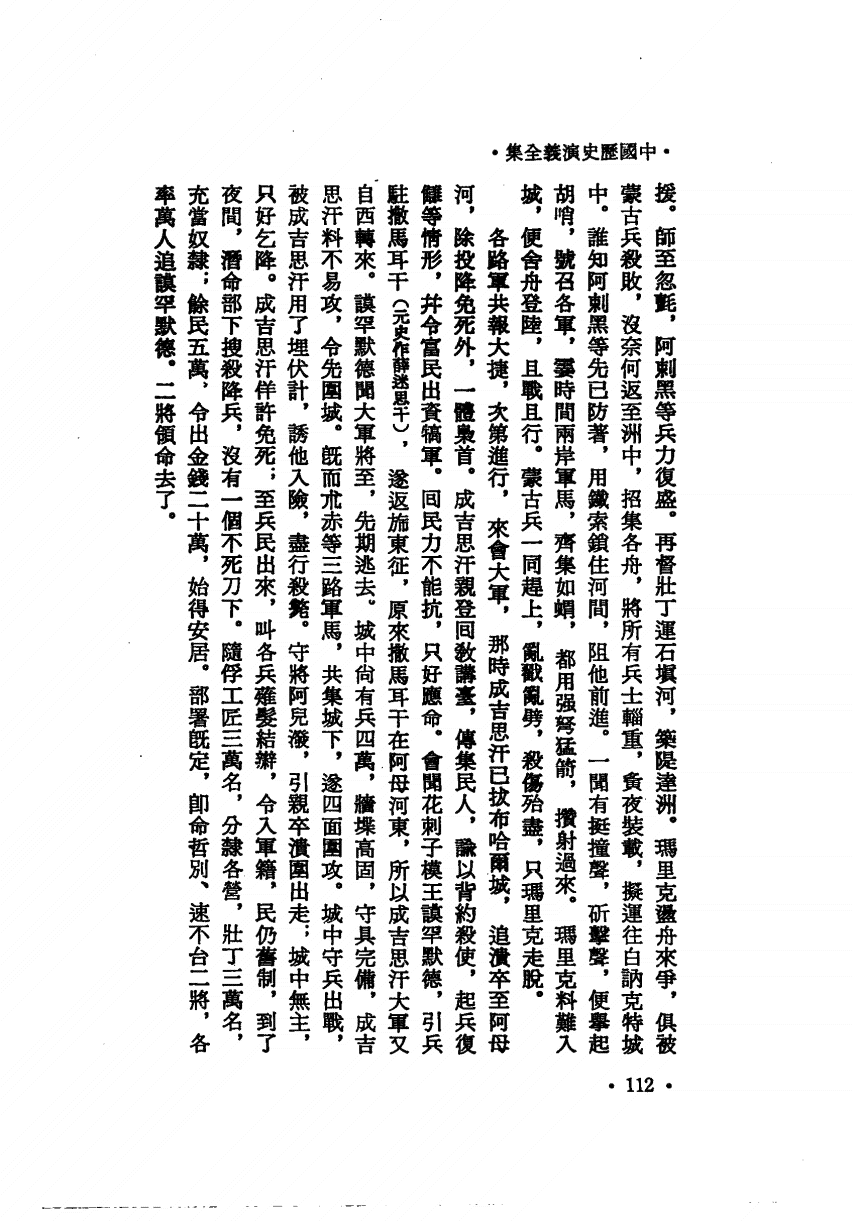 •中國歷史演義全集•
援。師至忽氈，阿剌黑等兵力復盛。再督壯丁運石塡河，築隄達洲。瑪里克盪舟來爭，俱被
蒙古兵殺敗，沒奈何返至洲中，招集各舟，將所有兵士輜重，夤夜裝載，擬運往白訥克特城
中。誰知阿剌黑等先已防著，用鐵索鎖住河間，阻他前進。一聞有挺撞聲，斫擊聲，便擧起
胡哨，號召各軍，霎時間兩岸軍馬，齊集如蝟，都用强弩猛箭，攢射過來。瑪里克料難入
城，便舍舟登陸，且戰且行。蒙古兵一同趕上，亂戳亂劈，殺傷殆盡，只瑪里克走脫。
各路軍共報大捷，次第進行，來會大軍，那時成吉思汗已拔布哈爾城，追潰卒至阿母
河，除投降免死外，一體梟首。成吉思汗親登回敎講臺，傳集民人，諭以背約殺使，起兵復
讎等情形，幷令富民出資犒軍。回民力不能抗，只好應命。會聞花刺子模王謨罕默德，引兵
駐撒馬耳干（元史作薛迷思干），遂返旆東征，原來撒馬耳干在阿母河東，所以成吉思汗大軍又
自西轉來。謨罕默德聞大軍將至，先期逃去。城中尙有兵四萬，牆堞高固，守具完備，成吉
思汗料不易攻，令先圍城。旣而朮赤等三路軍馬，共集城下，遂四面圍攻。城中守兵出戰，
被成吉思汗用了埋伏計，誘他入險，盡行殺斃。守將阿兒潑，引親卒潰圍出走；城中無主，
只好乞降。成吉思汗佯許免死；至兵民出來，叫各兵薙髮結辮，令入軍籍，民仍舊制，到了
夜間，潛命部下搜殺降兵，沒有一個不死刀下。隨俘工匠三萬名，分隸各營，壯丁三萬名，
充當奴隸；餘民五萬，令出金錢二十萬，始得安居。部署旣定，卽命哲別、速不台二將，各
率萬人追謨罕默德。二將領命去了。
•112•